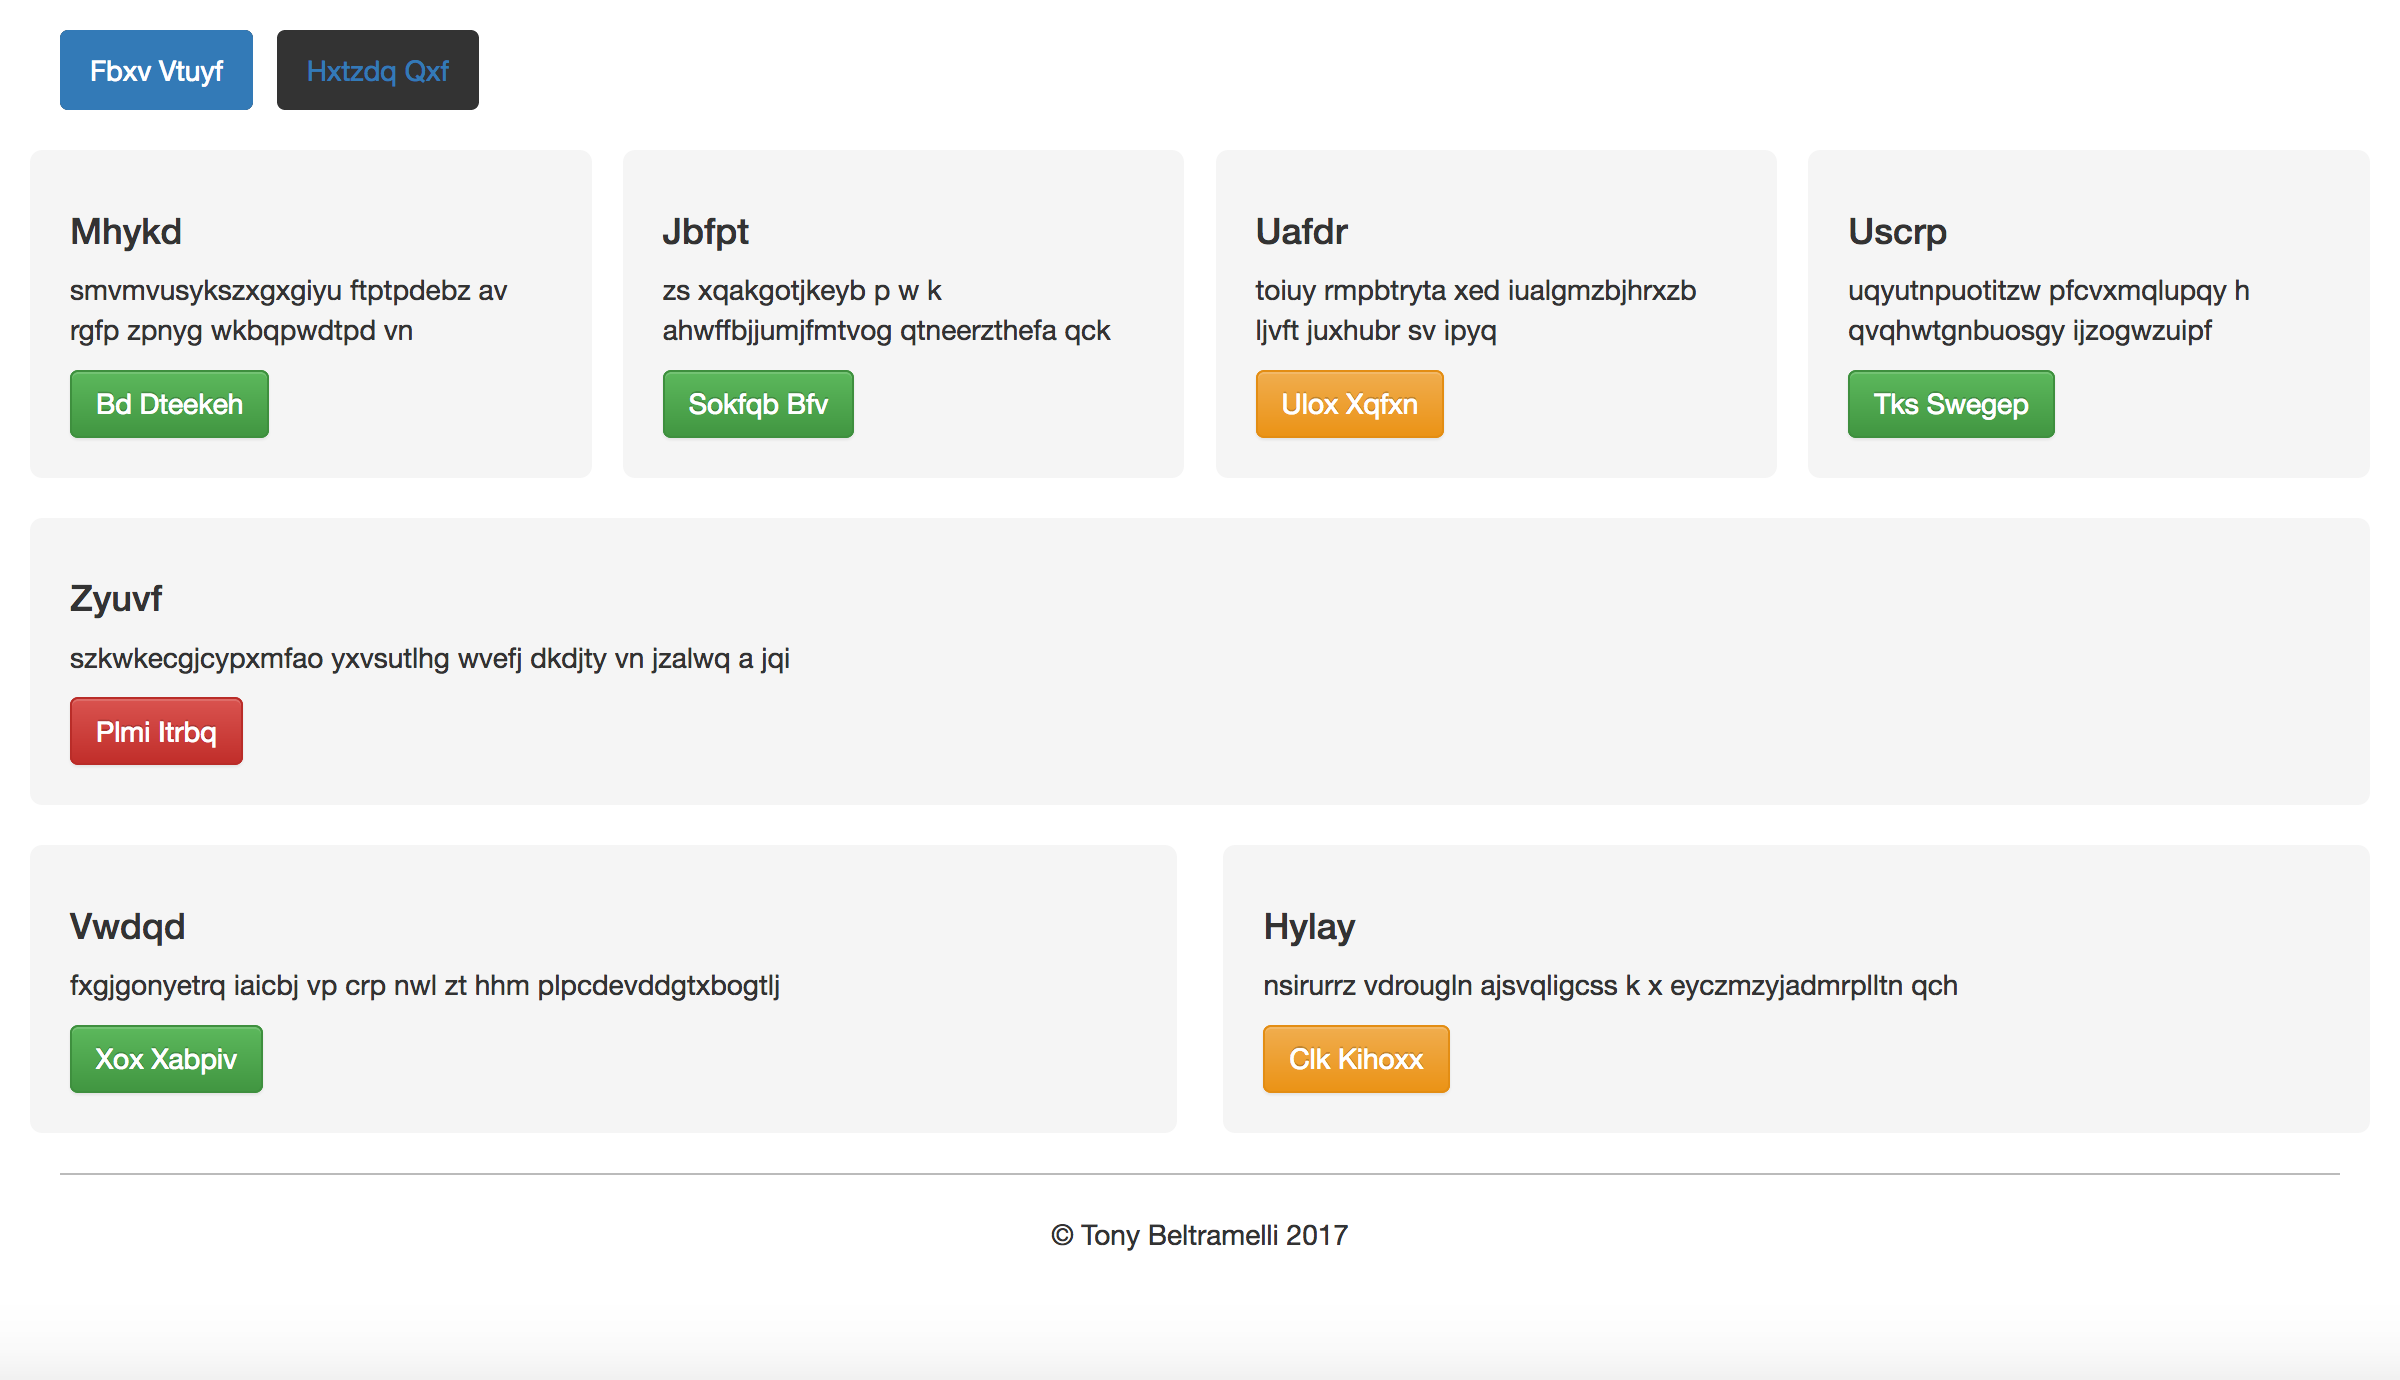 Fbxv Vtuyf
Hxtzdq Qxf
Mhykd
smvmvusykszxgxgiyu ftptpdebz av
rgfp zpnyg wkbqpwdtpd vn
Bd Dteekeh
Jbfpt
zs xqakgotjkeyb p w k
ahwffbjjumjfmtvog qtneerzthefa qck
Sokfqb Bfv
Uafdr
toiuy rmpbtryta xed iualgmzbjhrxzb
ljvft juxhubr sv ipyq
Ulox Xqfxn
Uscrp
uqyutnpuotitzw pfcvxmqlupqy h
qvqhwtgnbuosgy ijzogwzuipf
Tks Swegep
Zyuvf
szkwkecgjcypxmfao yxvsutlhg wvefj dkdjty vn jzalwq a jqi
Plmi Itrbq
Vwdqd
fxgjgonyetrq iaicbj vp crp nwl zt hhm plpcdevddgtxbogtlj
Xox Xabpiv
Hylay
nsirurrz vdrougln ajsvqligcss k x eyczmzyjadmrplltn qch
Clk Kihoxx
© Tony Beltramelli 2017